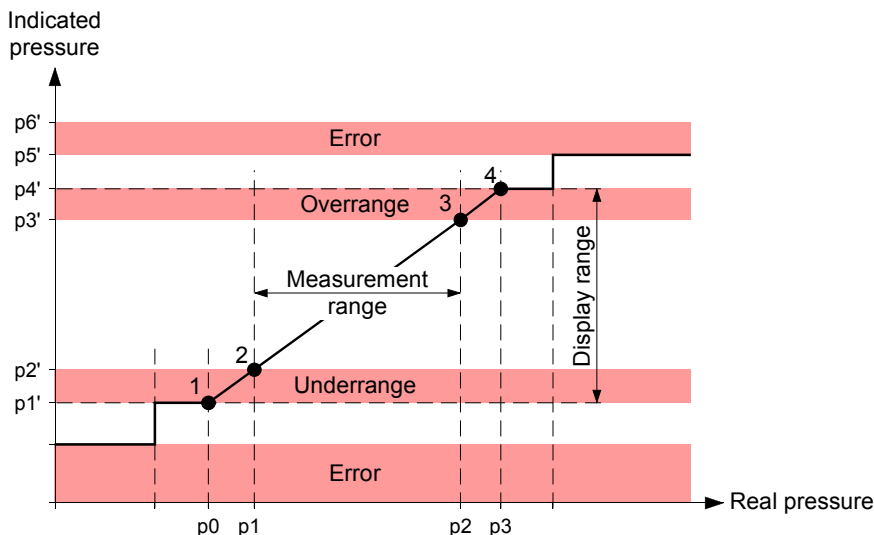 Indicated
pressure
p6'
Error
p5'
p4'
4
Overrange
3
p3'
Measurement
range
Display range
p2'
2
Underrange
1
p1'
Error
Real pressure
p0 p1 p2 p3